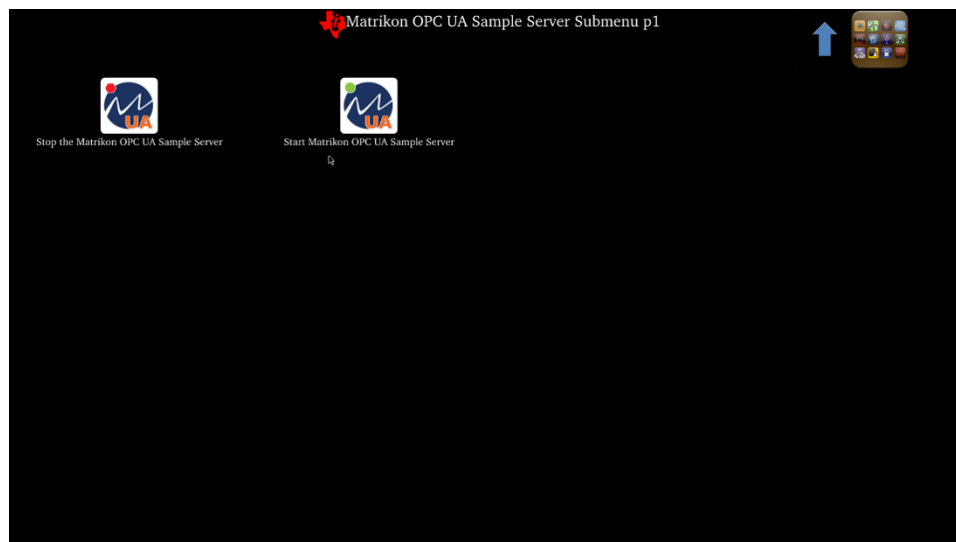 Matrikon OPC UA Sample Server Submenu p1
UA
UA
Stop the Matrikon OPC UA Sample Server
Start Matrikon OPC UA Sample Server